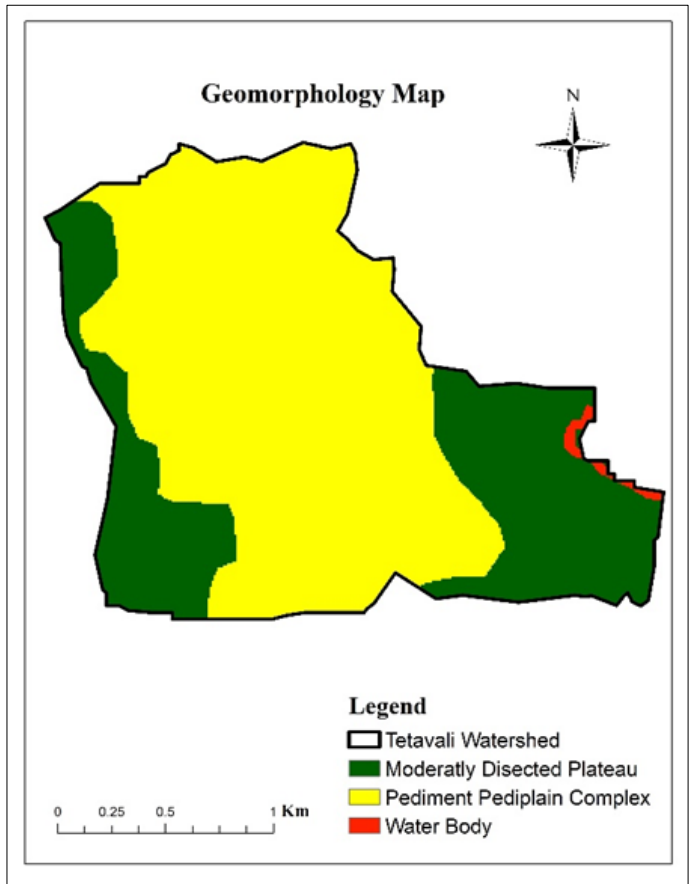 Geomorphology Map
N
Legend
Tetavali Watershed
Moderatly Disected Plateau
Pediment Pediplain Complex
Water Body
0 0.25 0.5 1 Km